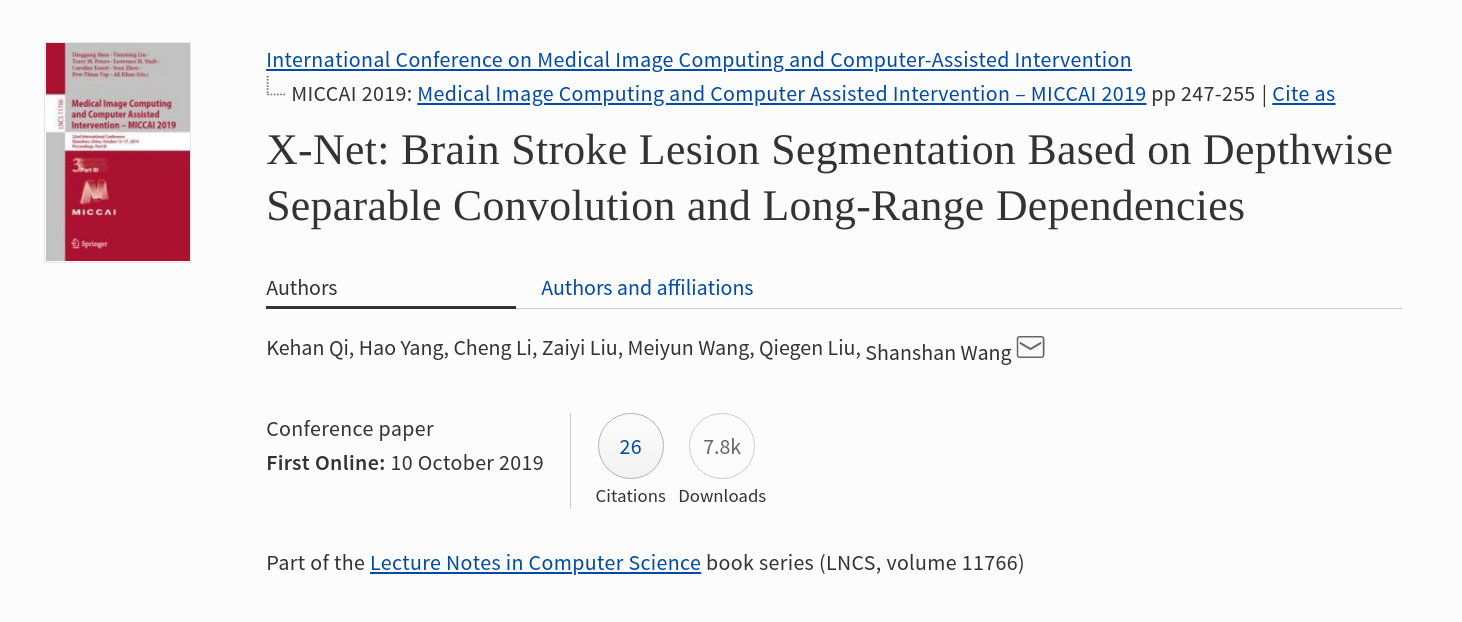 Dinggang Shen · Tianming Liu ·
Terry M. Peters · Lawrence H. Staib ·
Caroline Essert · Sean Zhou ·
Pew-Thian Yap · Ali Khan (Eds.)
LNCS 11766
Medical Image Computing
and Computer Assisted
Intervention – MICCAI 2019
22nd International Conference
Shenzhen, China, October 13–17, 2019
Proceedings, Part III
Part III
MICCAI
Springer
International Conference on Medical Image Computing and Computer-Assisted Intervention
MICCAI 2019: Medical Image Computing and Computer Assisted Intervention – MICCAI 2019 pp 247-255 | Cite as
X-Net: Brain Stroke Lesion Segmentation Based on Depthwise
Separable Convolution and Long-Range Dependencies
Authors Authors and affiliations
Kehan Qi, Hao Yang, Cheng Li, Zaiyi Liu, Meiyun Wang, Qiegen Liu, Shanshan Wang
Conference paper
First Online: 10 October 2019
26 7.8k
Citations Downloads
Part of the Lecture Notes in Computer Science book series (LNCS, volume 11766)